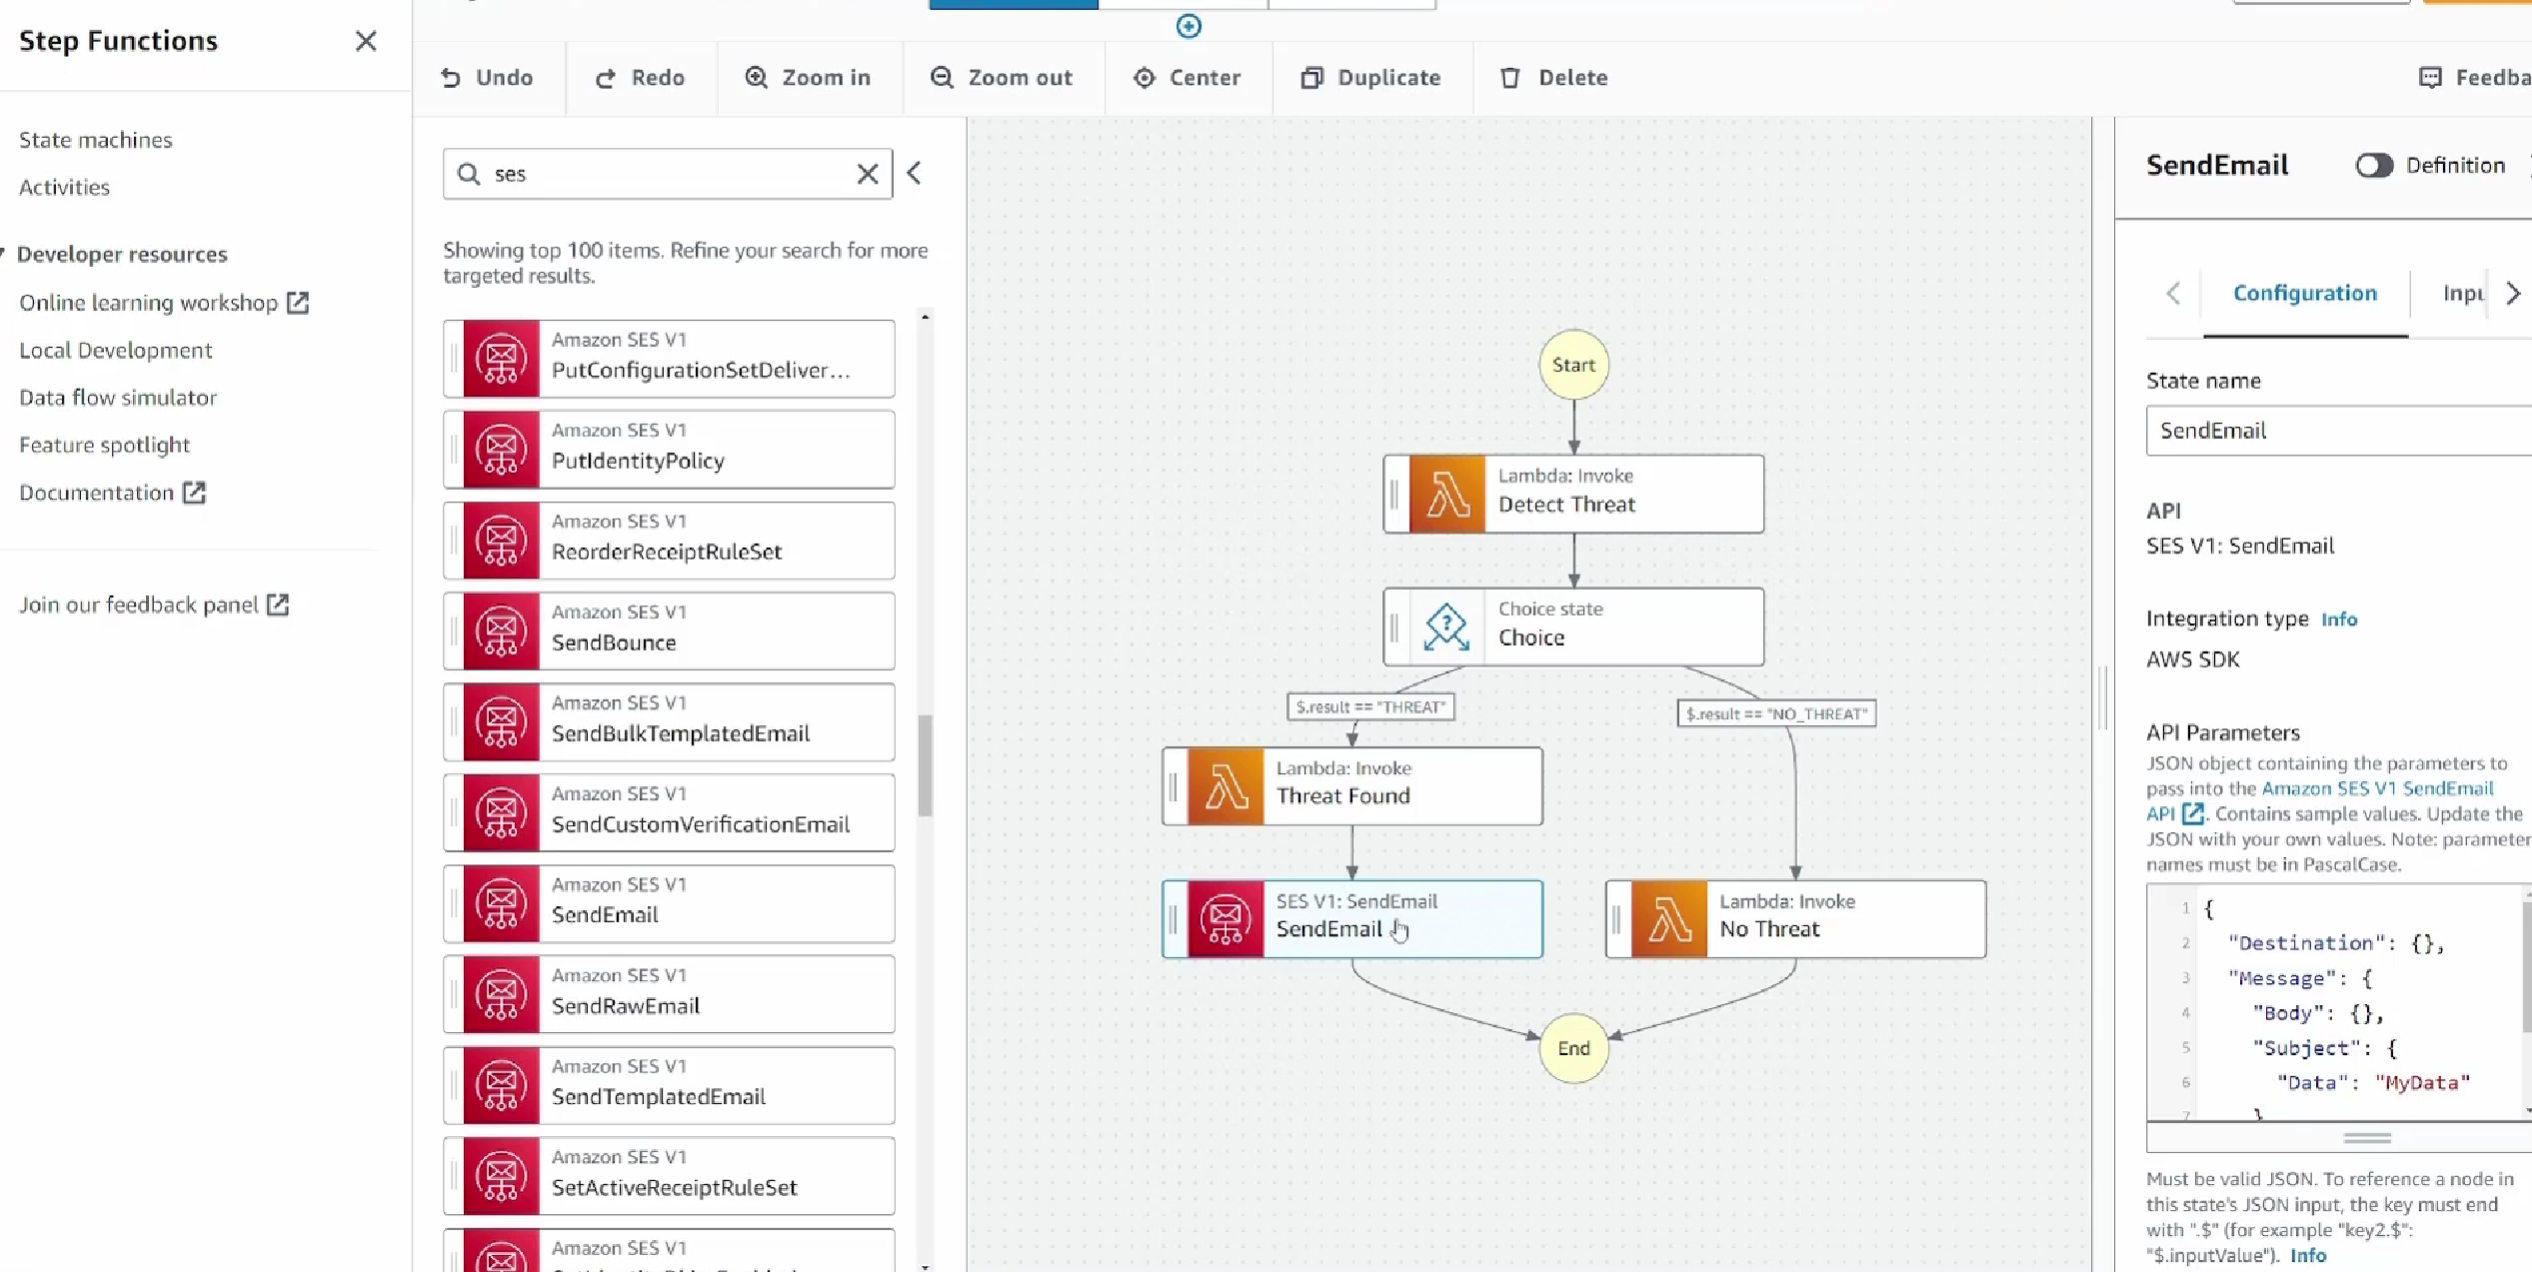 Step Functions
State machines
Activities
Developer resources
Online learning workshop
Local Development
Data flow simulator
Feature spotlight
Documentation
Join our feedback panel
Undo
Redo
Zoom in
Zoom out
Center
Duplicate
Delete
Feedba
ses
Showing top 100 items. Refine your search for more
targeted results.
Amazon SES V1
PutConfigurationSetDeliver...
Amazon SES V1
PutIdentityPolicy
Amazon SES V1
ReorderReceiptRuleSet
Amazon SES V1
SendBounce
Amazon SES V1
SendBulkTemplatedEmail
Amazon SES V1
SendCustomVerificationEmail
Amazon SES V1
SendEmail
Amazon SES V1
SendRawEmail
Amazon SES V1
SendTemplatedEmail
Amazon SES V1
SetActiveReceiptRuleSet
Amazon SES V1
Start
Lambda: Invoke
Detect Threat
Choice state
Choice
$.result == "THREAT"
$.result == "NO_THREAT"
Lambda: Invoke
Threat Found
SES V1: SendEmail
SendEmail
Lambda: Invoke
No Threat
End
SendEmail
Definition
Configuration
Inpu
State name
SendEmail
API
SES V1: SendEmail
Integration type Info
AWS SDK
API Parameters
JSON object containing the parameters to
pass into the Amazon SES V1 SendEmail
API . Contains sample values. Update the
JSON with your own values. Note: parameter
names must be in PascalCase.
1 {
2 "Destination": {},
3 "Message": {
4 "Body": {},
5 "Subject": {
6 "Data": "MyData"
7 }
Must be valid JSON. To reference a node in
this state's JSON input, the key must end
with ".$" (for example "key2.$":
"$.inputValue"). Info